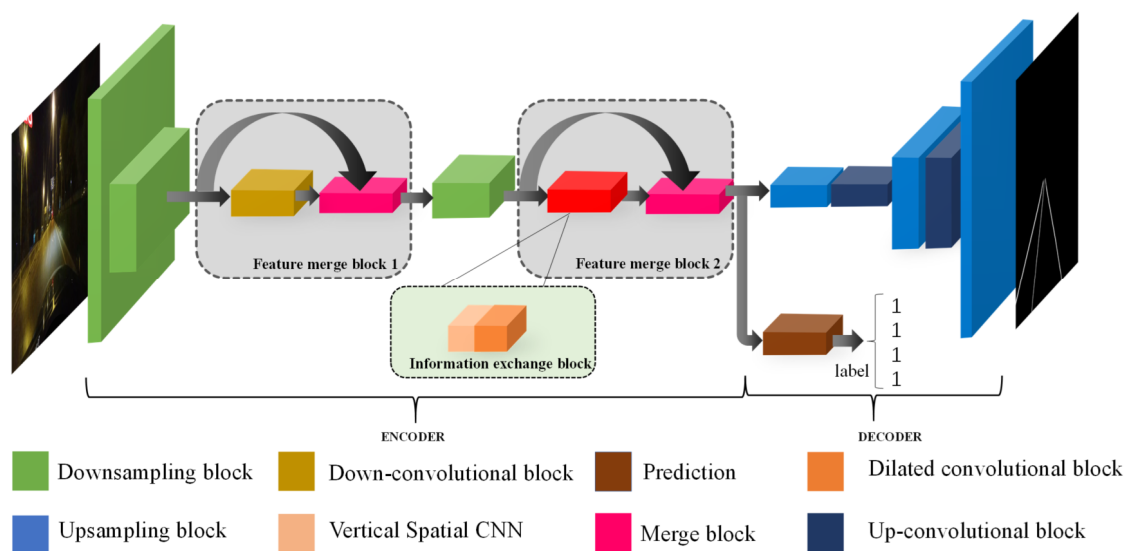 Feature merge block 1
Feature merge block 2
Information exchange block
label
1
1
1
1
ENCODER
DECODER
Downsampling block
Down-convolutional block
Prediction
Dilated convolutional block
Upsampling block
Vertical Spatial CNN
Merge block
Up-convolutional block